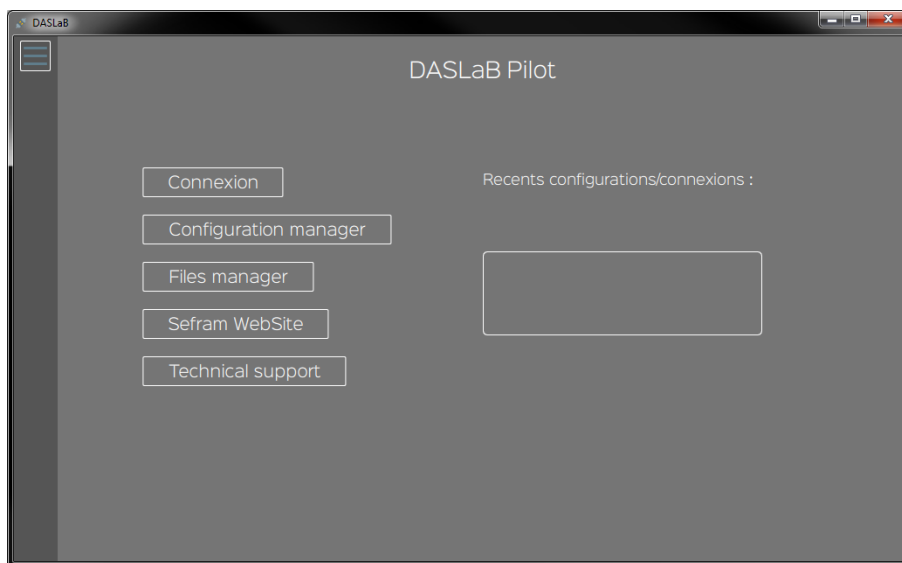 DASLaB
DASLaB Pilot
Connexion
Configuration manager
Files manager
Sefram WebSite
Technical support
Recents configurations/connexions :